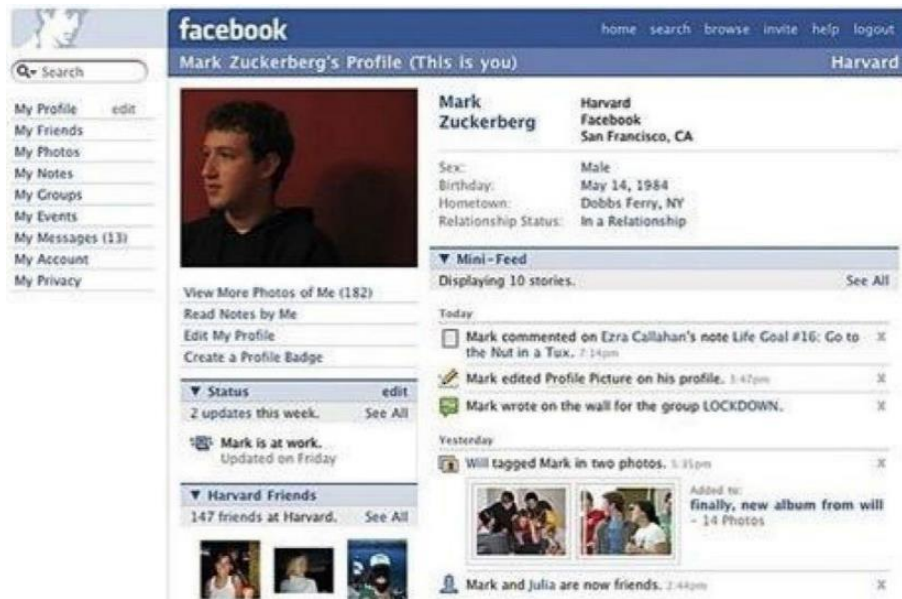 facebook
home search browse invite help logout
Mark Zuckerberg's Profile (This is you) Harvard
Search
My Profile edit
My Friends
My Photos
My Notes
My Groups
My Events
My Messages (13)
My Account
My Privacy
View More Photos of Me (182)
Read Notes by Me
Edit My Profile
Create a Profile Badge
Status edit
2 updates this week. See All
Mark is at work.
Updated on Friday
Harvard Friends
147 friends at Harvard. See All
Mark Harvard
Zuckerberg Facebook
San Francisco, CA
Sex: Male
Birthday: May 14, 1984
Hometown: Dobbs Ferry, NY
Relationship Status: In a Relationship
Mini-Feed
Displaying 10 stories. See All
Today
Mark commented on Ezra Callahan's note Life Goal #16: Go to
the Nut in a Tux. 7:14pm
Mark edited Profile Picture on his profile. 3:47pm
Mark wrote on the wall for the group LOCKDOWN.
Yesterday
Will tagged Mark in two photos. 5:35pm
Added to:
finally, new album from will
- 14 Photos
Mark and Julia are now friends. 2:44pm